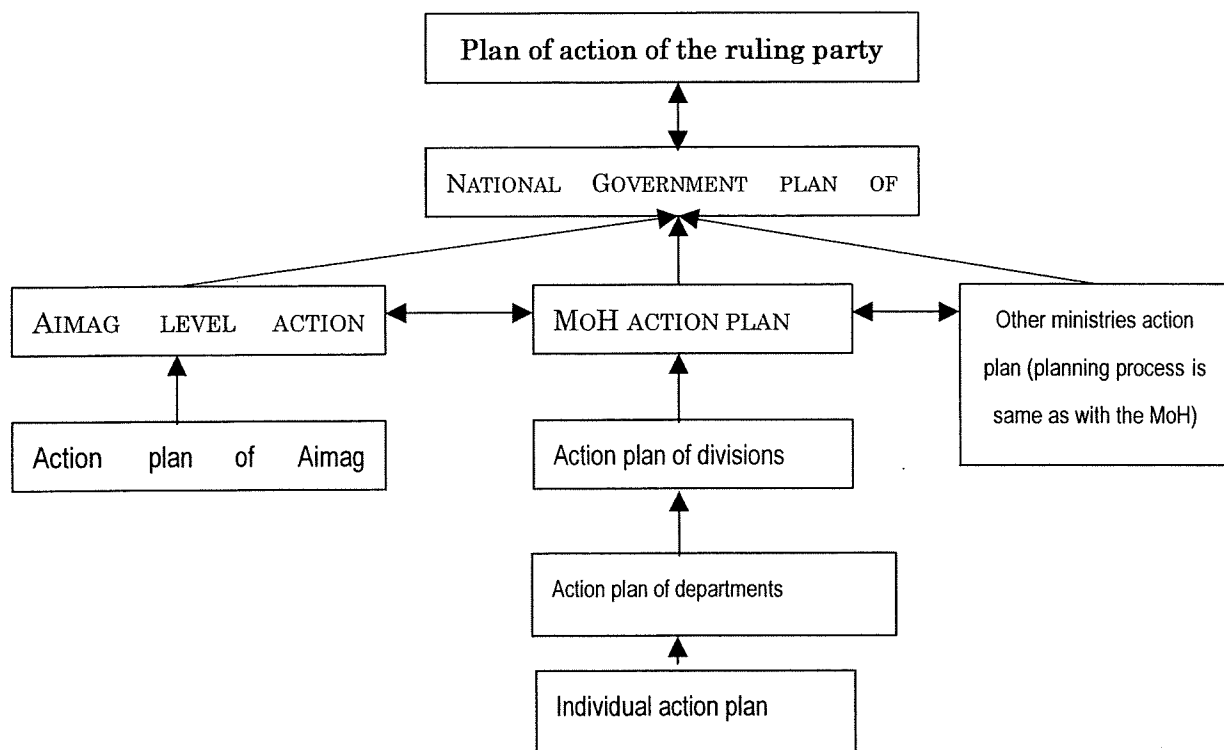 Plan of action of the ruling party
NATIONAL GOVERNMENT PLAN OF
AIMAG LEVEL ACTION
MOH ACTION PLAN
Other ministries action
plan (planning process is
same as with the MoH)
Action plan of Aimag
Action plan of divisions
Action plan of departments
Individual action plan